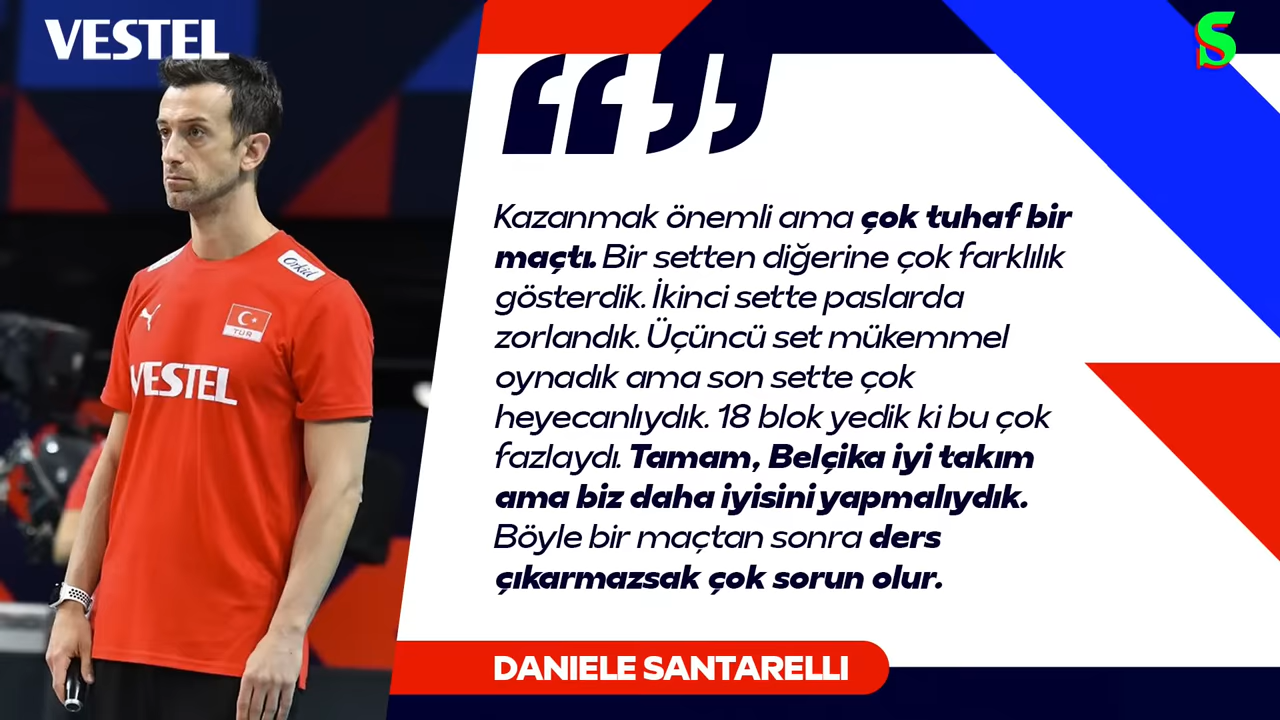 VESTEL
S
Orkid
TUR
VESTEL
“ ”
Kazanmak önemli ama çok tuhaf bir
maçtı. Bir setten diğerine çok farklılık
gösterdik. İkinci sette paslarda
zorlandık. Üçüncü set mükemmel
oynadık ama son sette çok
heyecanlıydık. 18 blok yedik ki bu çok
fazlaydı. Tamam, Belçika iyi takım
ama biz daha iyisini yapmalıydık.
Böyle bir maçtan sonra ders
çıkarmazsak çok sorun olur.
DANIELE SANTARELLI